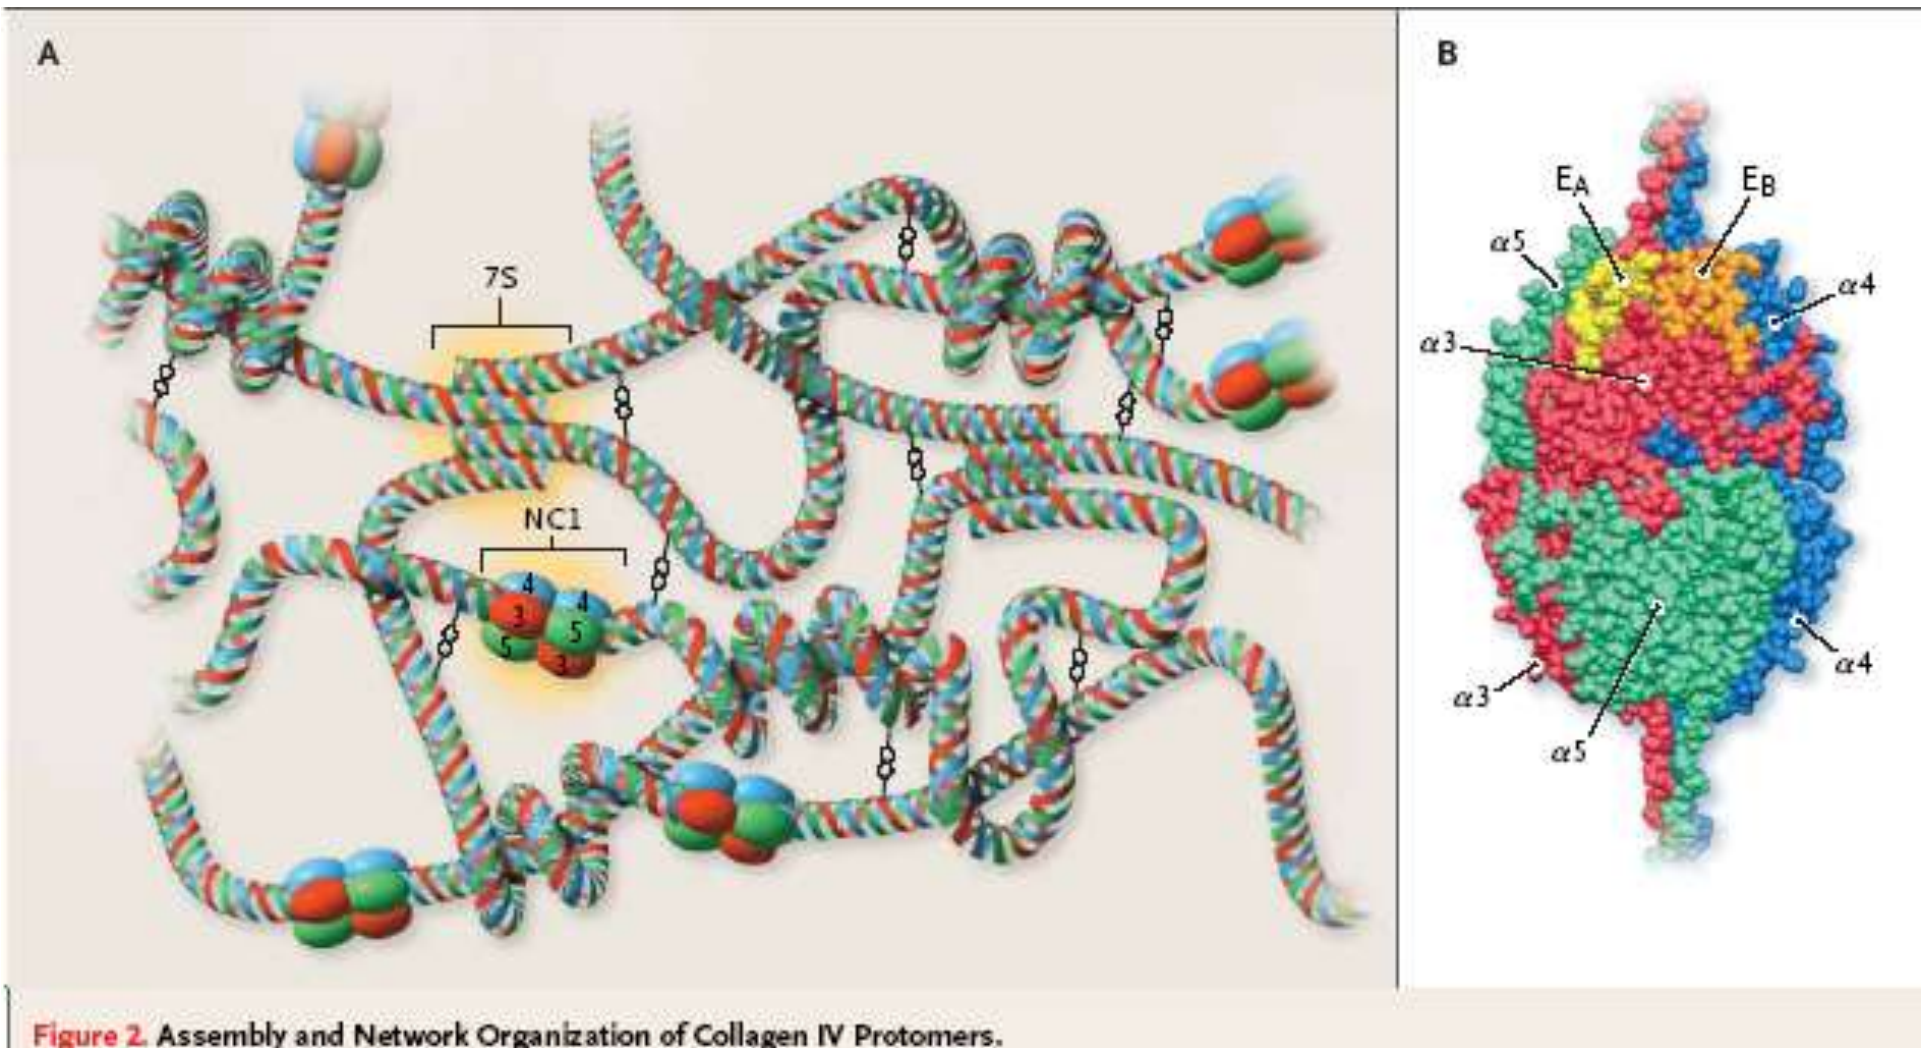 A
7S
NC1
4
4
3
5
5
3
B
EA
EB
α5
α4
α3
α4
α3
α5
Figure 2. Assembly and Network Organization of Collagen IV Protomers.